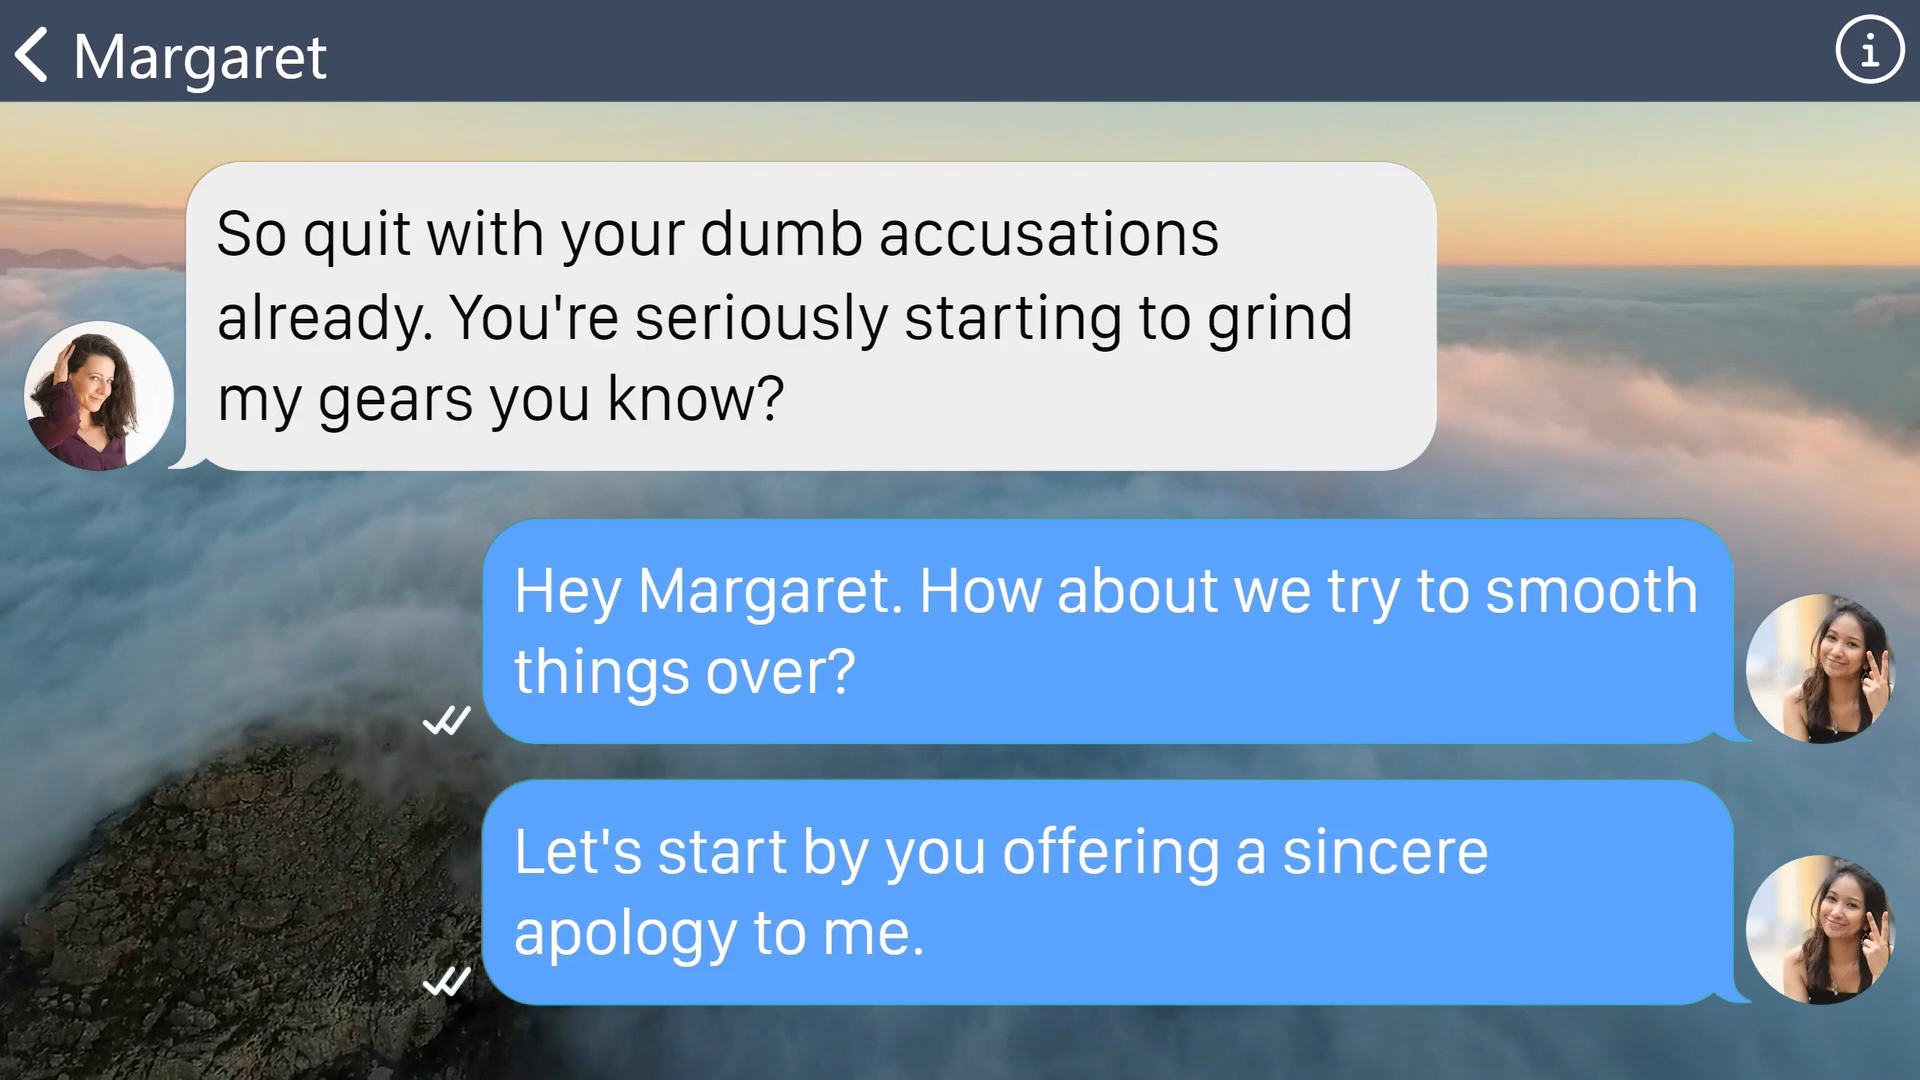 Margaret
So quit with your dumb accusations
already. You're seriously starting to grind
my gears you know?
Hey Margaret. How about we try to smooth
things over?
Let's start by you offering a sincere
apology to me.